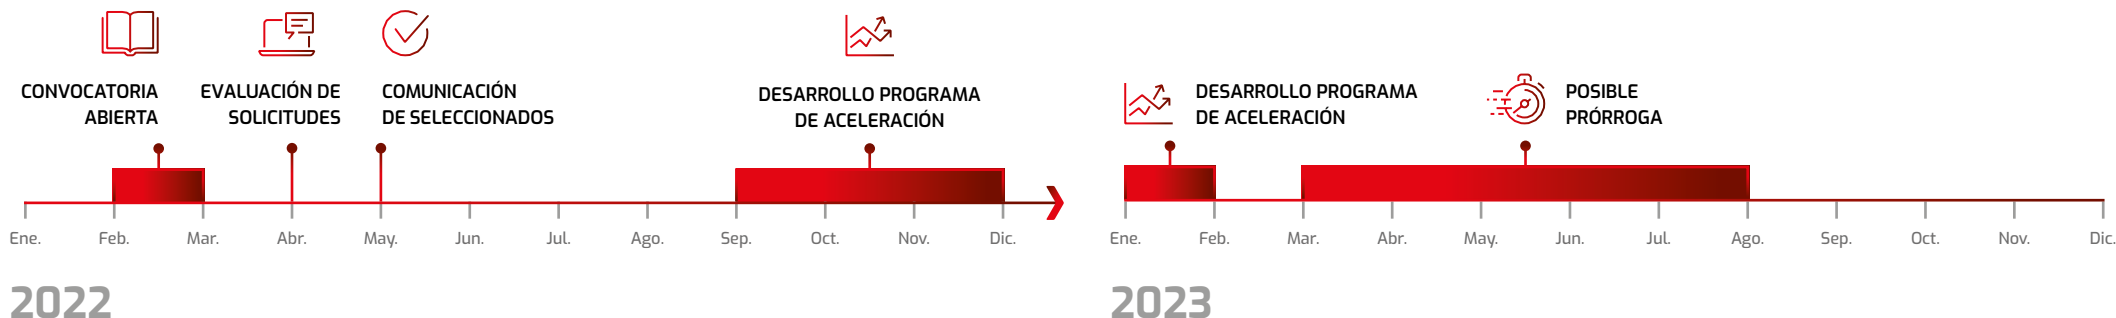 CONVOCATORIA
ABIERTA
EVALUACIÓN DE
SOLICITUDES
COMUNICACIÓN
DE SELECCIONADOS
DESARROLLO PROGRAMA
DE ACELERACIÓN
Ene. Feb. Mar. Abr. May. Jun. Jul. Ago. Sep. Oct. Nov. Dic.
2022
DESARROLLO PROGRAMA
DE ACELERACIÓN
POSIBLE
PRÓRROGA
Ene. Feb. Mar. Abr. May. Jun. Jul. Ago. Sep. Oct. Nov. Dic.
2023